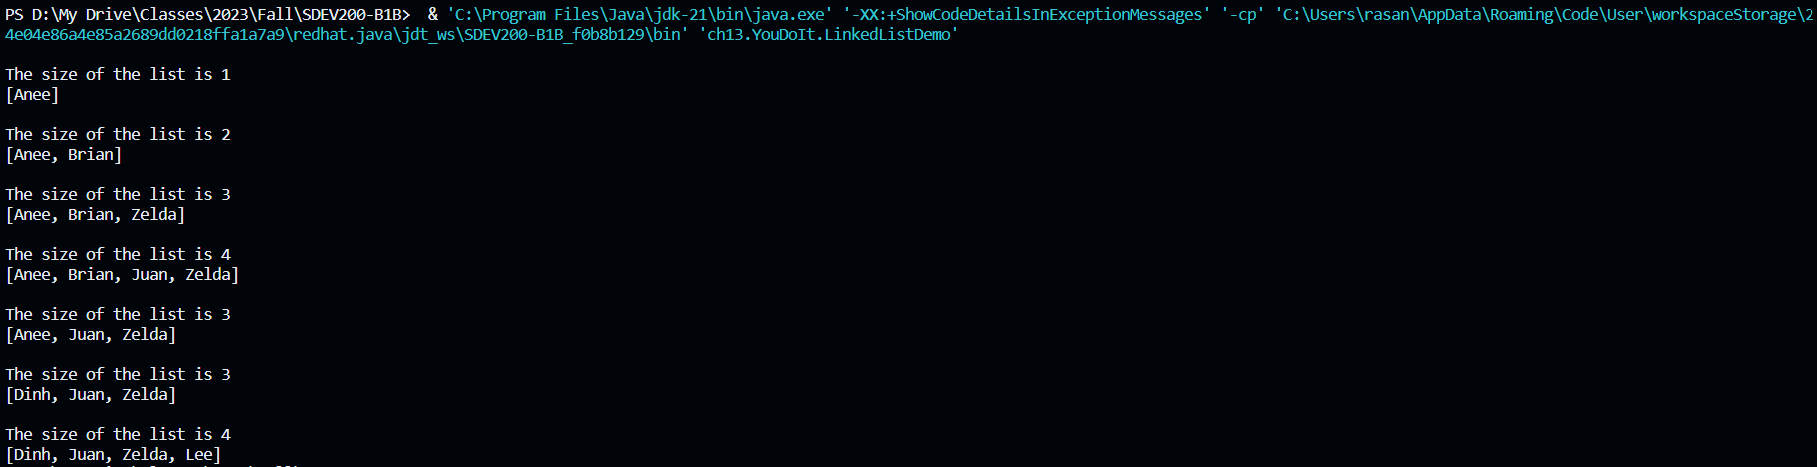 PS D:\My Drive\Classes\2023\Fall\SDEV200-B1B>  & 'C:\Program Files\Java\jdk-21\bin\java.exe' '-XX:+ShowCodeDetailsInExceptionMessages' '-cp' 'C:\Users\rasan\AppData\Roaming\Code\User\workspaceStorage\2
4e04e86a4e85a2689dd0218ffa1a7a9\redhat.java\jdt_ws\SDEV200-B1B_f0b8b129\bin' 'ch13.YouDoIt.LinkedListDemo'
The size of the list is 1
[Anee]
The size of the list is 2
[Anee, Brian]
The size of the list is 3
[Anee, Brian, Zelda]
The size of the list is 4
[Anee, Brian, Juan, Zelda]
The size of the list is 3
[Anee, Juan, Zelda]
The size of the list is 3
[Dinh, Juan, Zelda]
The size of the list is 4
[Dinh, Juan, Zelda, Lee]